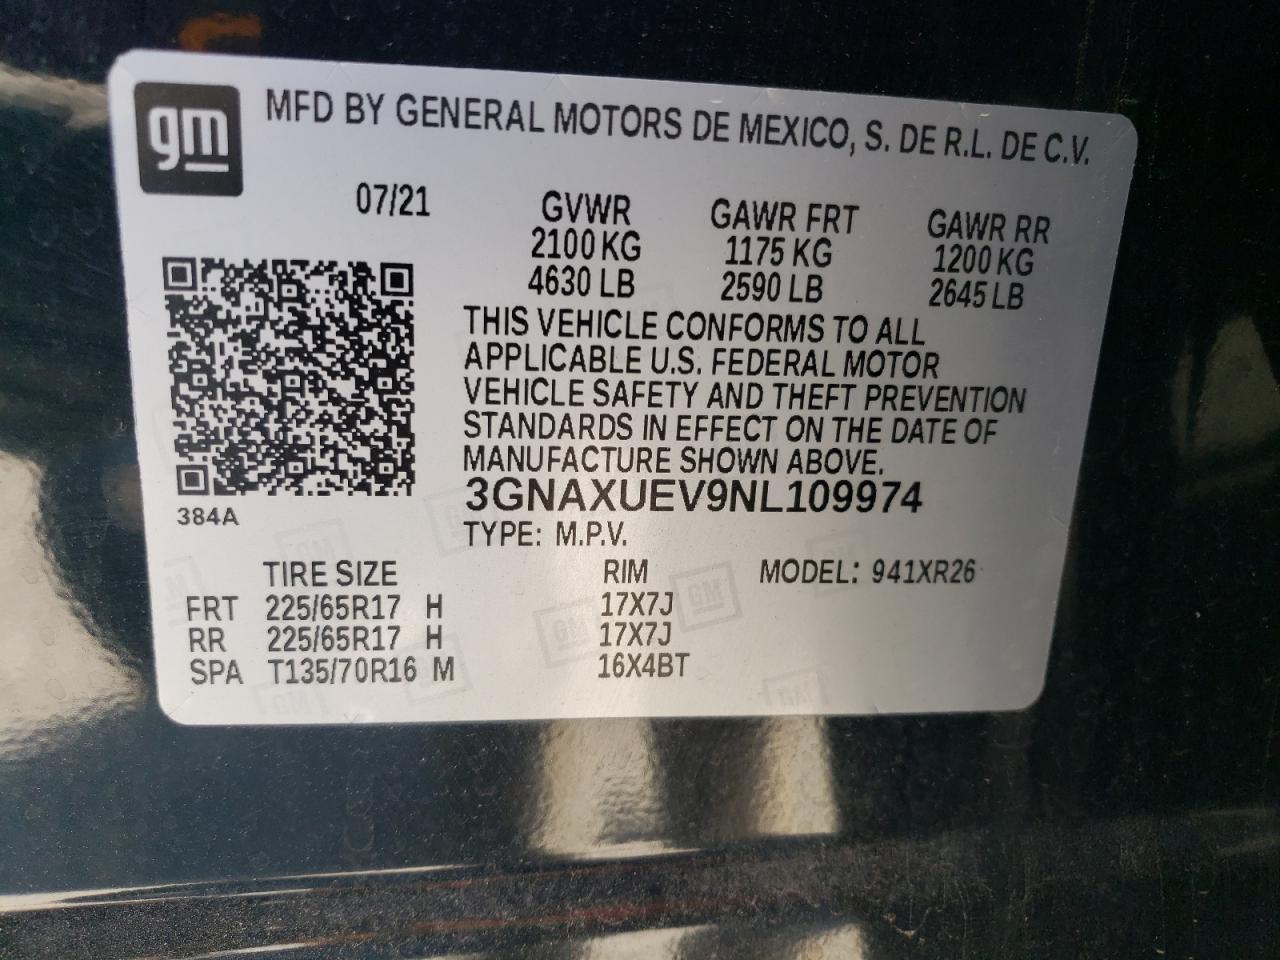 gm
MFD BY GENERAL MOTORS DE MEXICO, S. DE R.L. DE C.V.
07/21 GVWR GAWR FRT GAWR RR
2100 KG 1175 KG 1200 KG
4630 LB 2590 LB 2645 LB
THIS VEHICLE CONFORMS TO ALL
APPLICABLE U.S. FEDERAL MOTOR
VEHICLE SAFETY AND THEFT PREVENTION
STANDARDS IN EFFECT ON THE DATE OF
MANUFACTURE SHOWN ABOVE.
3GNAXUEV9NL109974
384A
TYPE: M.P.V.
TIRE SIZE RIM MODEL: 941XR26
FRT 225/65R17 H 17X7J
RR 225/65R17 H 17X7J
SPA T135/70R16 M 16X4BT